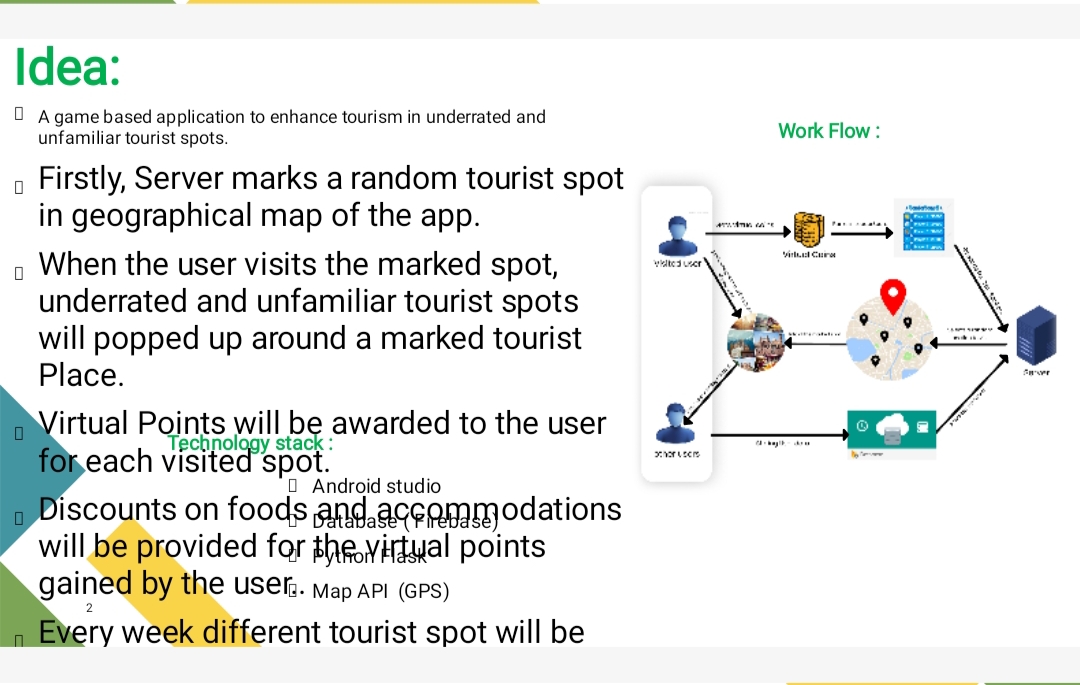 Idea:
A game based application to enhance tourism in underrated and
unfamiliar tourist spots.
Firstly, Server marks a random tourist spot
in geographical map of the app.
When the user visits the marked spot,
underrated and unfamiliar tourist spots
will popped up around a marked tourist
Place.
Virtual Points will be awarded to the user
for each visited spot.
Discounts on foods and accommodations
will be provided for the virtual points
gained by the user..
Every week different tourist spot will be
Technology stack :
Android studio
Database ( Firebase)
Python Flask
Map API (GPS)
2
Work Flow :
Visited user
Virtual Coins
Server
other users